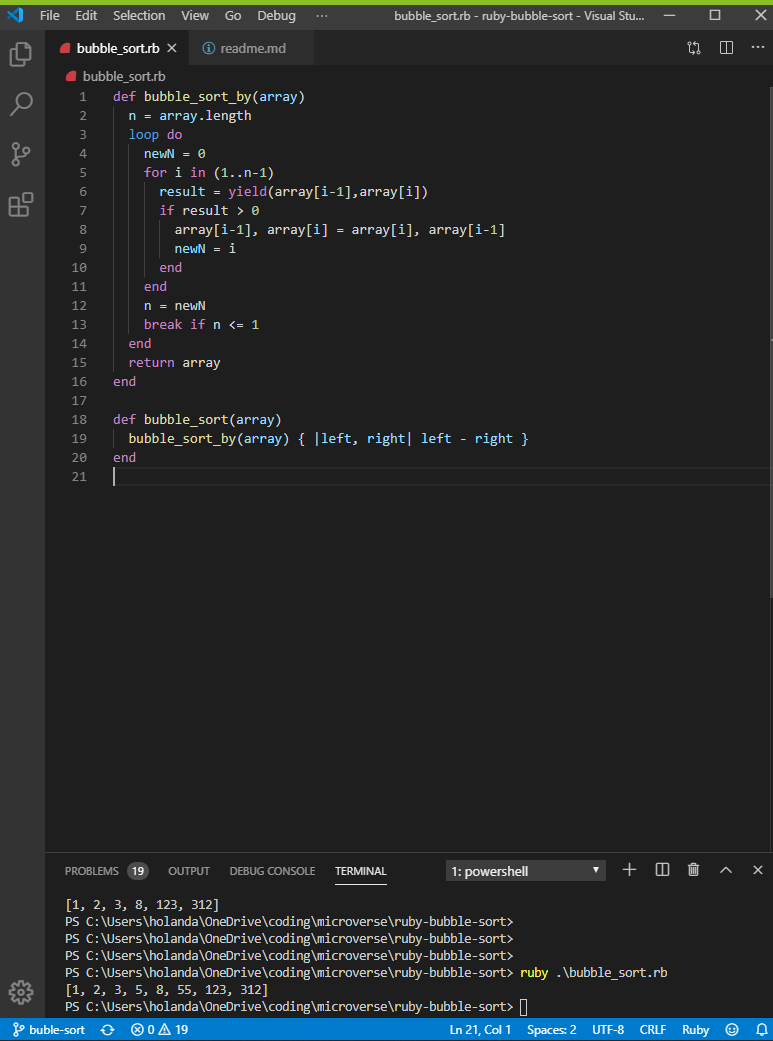 File Edit Selection View Go Debug ··· bubble_sort.rb - ruby-bubble-sort - Visual Stu...
bubble_sort.rb readme.md ···
bubble_sort.rb
1 def bubble_sort_by(array)
2 n = array.length
3 loop do
4 newN = 0
5 for i in (1..n-1)
6 result = yield(array[i-1],array[i])
7 if result > 0
8 array[i-1], array[i] = array[i], array[i-1]
9 newN = i
10 end
11 end
12 n = newN
13 break if n <= 1
14 end
15 return array
16 end
17
18 def bubble_sort(array)
19 bubble_sort_by(array) { |left, right| left - right }
20 end
21
PROBLEMS 19 OUTPUT DEBUG CONSOLE TERMINAL 1: powershell
[1, 2, 3, 8, 123, 312]
PS C:\Users\holanda\OneDrive\coding\microverse\ruby-bubble-sort>
PS C:\Users\holanda\OneDrive\coding\microverse\ruby-bubble-sort>
PS C:\Users\holanda\OneDrive\coding\microverse\ruby-bubble-sort>
PS C:\Users\holanda\OneDrive\coding\microverse\ruby-bubble-sort> ruby .\bubble_sort.rb
[1, 2, 3, 5, 8, 55, 123, 312]
PS C:\Users\holanda\OneDrive\coding\microverse\ruby-bubble-sort>
buble-sort 0 19 Ln 21, Col 1 Spaces: 2 UTF-8 CRLF Ruby